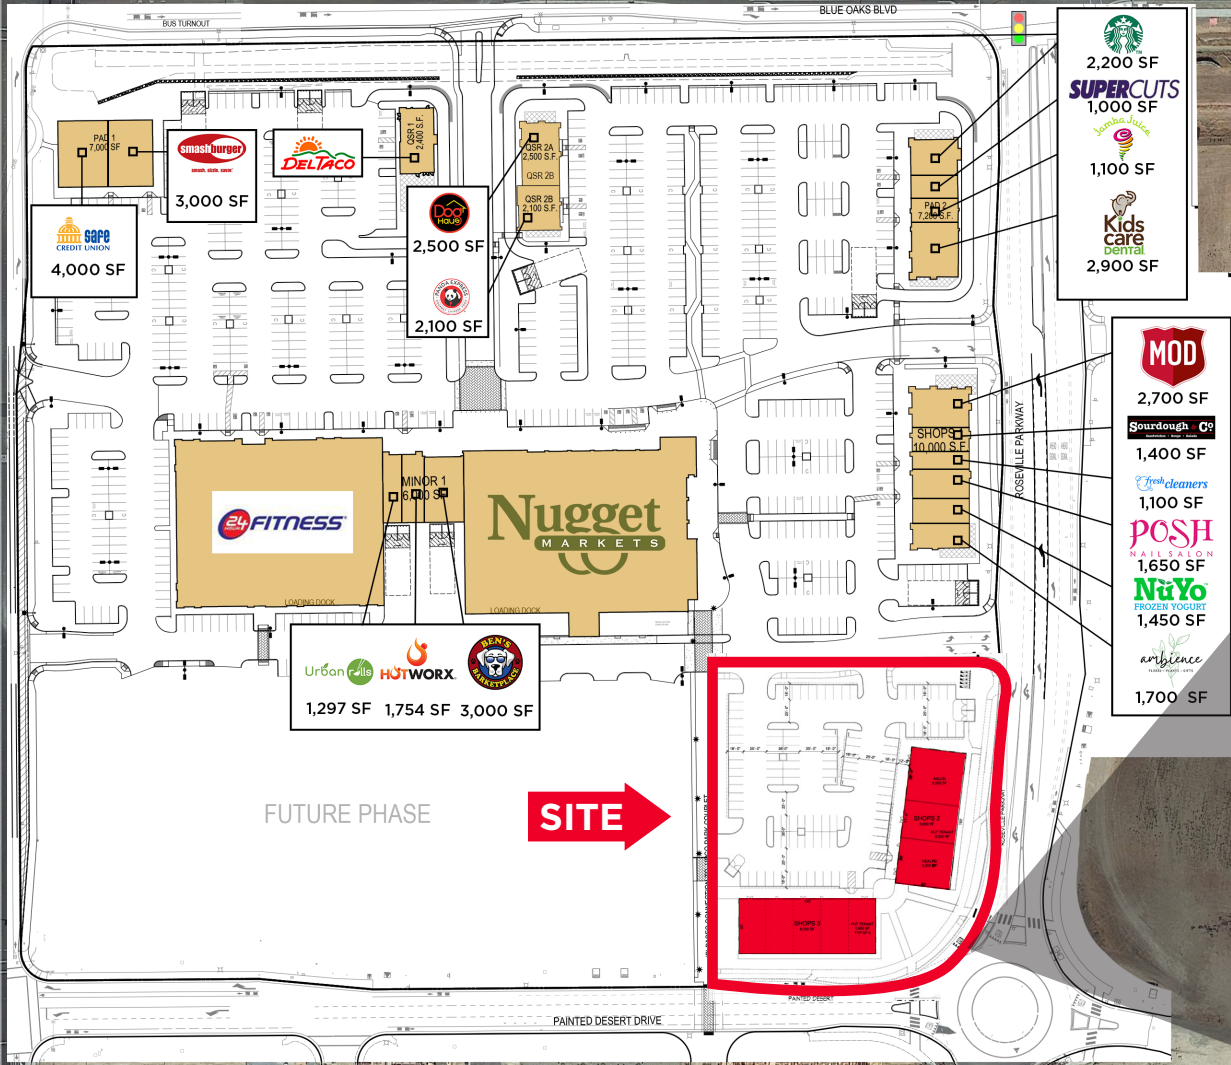 BLUE OAKS BLVD
BUS TURNOUT
2,200 SF
SUPERCUTS
1,000 SF
Jamba Juice
1,100 SF
Kids
care
DENTAL
2,900 SF
PAD 1
7,000 SF
smashburger
smash. sizzle. savor.
3,000 SF
DEL TACO
QSR 1
2,400 S.F.
QSR 2A
2,500 S.F.
QSR 2B
QSR 2B
2,100 S.F.
PAD 2
7,200 S.F.
Safe
CREDIT UNION
4,000 SF
Dog
Haus
2,500 SF
PANDA EXPRESS
2,100 SF
MOD
2,700 SF
Sourdough & Co
1,400 SF
fresh cleaners
1,100 SF
POSH
NAIL SALON
1,650 SF
NüYo
FROZEN YOGURT
1,450 SF
ambience
1,700 SF
ROSEVILLE PARKWAY
SHOPS
10,000 S.F.
24
FITNESS
MINOR 1
Nugget
MARKETS
LOADING DOCK
LOADING DOCK
Urban rolls
HOTWORX
BEN'S
BARKETPLACE
1,297 SF
1,754 SF
3,000 SF
FUTURE PHASE
SITE
SHOPS 2
SHOPS 3
ROSEVILLE PARKWAY
PAINTED DESERT
PAINTED DESERT DRIVE